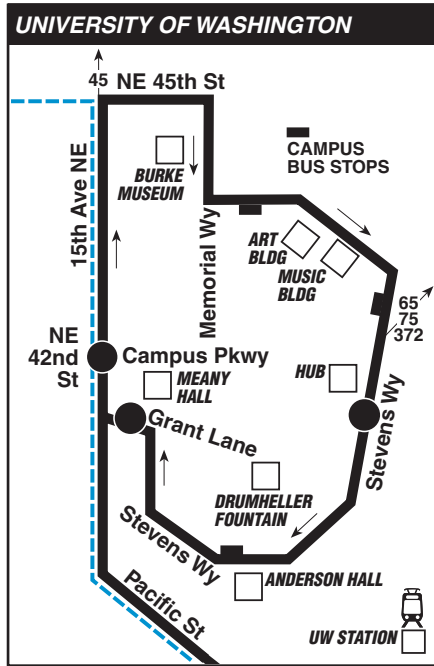 UNIVERSITY OF WASHINGTON
45
NE 45th St
CAMPUS
BUS STOPS
BURKE
MUSEUM
15th Ave NE
Memorial Wy
ART
BLDG
MUSIC
BLDG
65
75
372
NE
42nd
St
Campus Pkwy
MEANY
HALL
HUB
Grant Lane
Stevens Wy
DRUMHELLER
FOUNTAIN
Stevens Wy
ANDERSON HALL
Pacific St
UW STATION